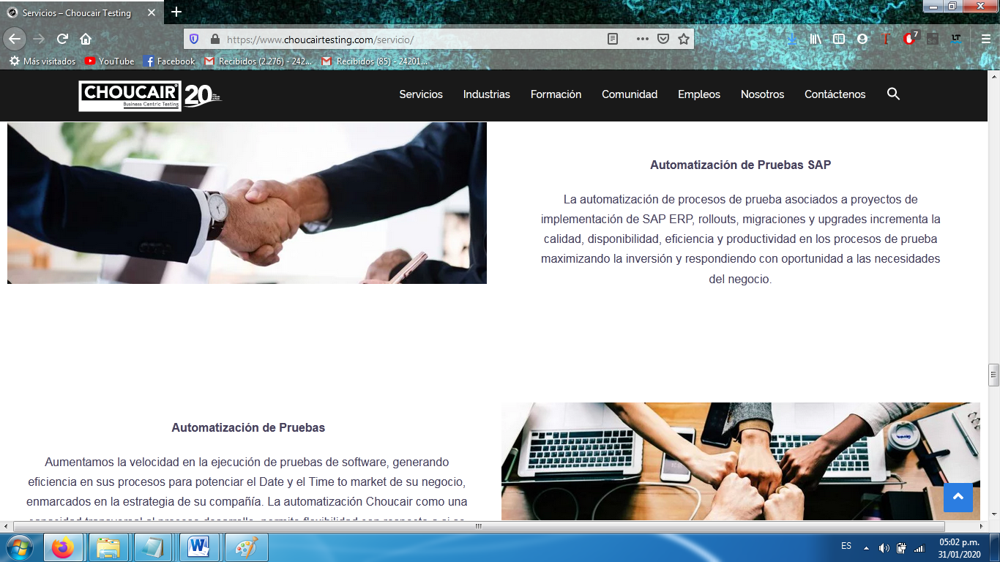 Servicios – Choucair Testing
https://www.choucairtesting.com/servicio/
7
Más visitados
YouTube
Facebook
Recibidos (2.276) - 242...
Recibidos (85) - 24201...
CHOUCAIR
Business Centric Testing
20
Servicios
Industrias
Formación
Comunidad
Empleos
Nosotros
Contáctenos
Automatización de Pruebas SAP
La automatización de procesos de prueba asociados a proyectos de
implementación de SAP ERP, rollouts, migraciones y upgrades incrementa la
calidad, disponibilidad, eficiencia y productividad en los procesos de prueba
maximizando la inversión y respondiendo con oportunidad a las necesidades
del negocio.
Automatización de Pruebas
Aumentamos la velocidad en la ejecución de pruebas de software, generando
eficiencia en sus procesos para potenciar el Date y el Time to market de su negocio,
enmarcados en la estrategia de su compañía. La automatización Choucair como una
ES
05:02 p.m.
31/01/2020